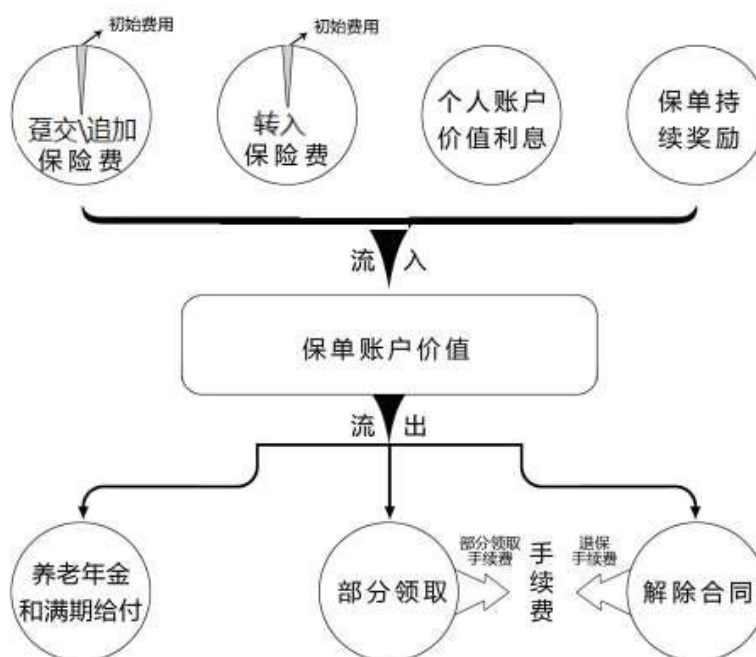 初始费用
初始费用
趸交\追加
保险费
转入
保险费
个人账户
价值利息
保单持
续奖励
流入
保单账户价值
流出
养老年金
和满期给付
部分领取
部分领取
手续费
手续费
退保
手续费
解除合同